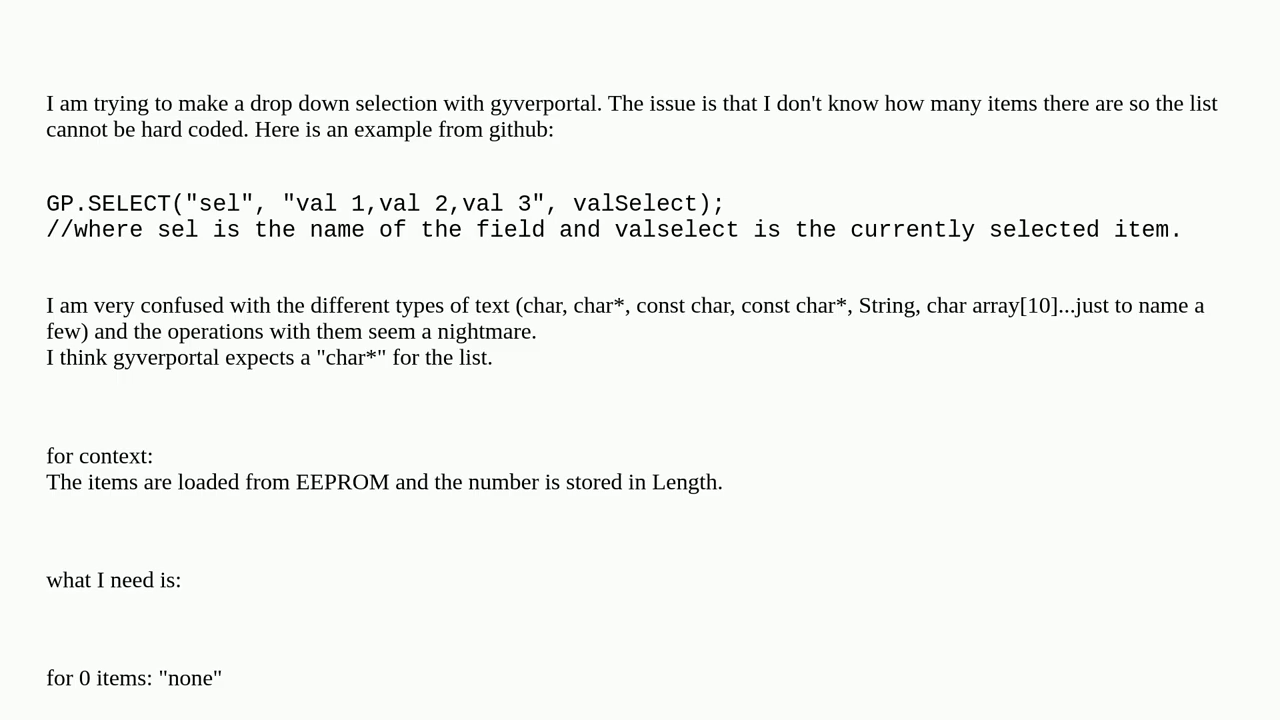 I am trying to make a drop down selection with gyverportal. The issue is that I don't know how many items there are so the list
cannot be hard coded. Here is an example from github:
GP.SELECT("sel", "val 1,val 2,val 3", valSelect);
//where sel is the name of the field and valselect is the currently selected item.
I am very confused with the different types of text (char, char*, const char, const char*, String, char array[10]...just to name a
few) and the operations with them seem a nightmare.
I think gyverportal expects a "char*" for the list.
for context:
The items are loaded from EEPROM and the number is stored in Length.
what I need is:
for 0 items: "none"